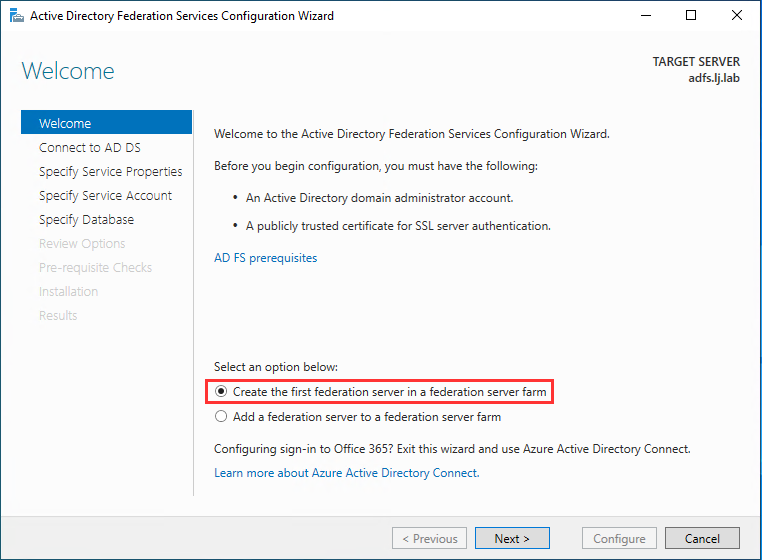 Active Directory Federation Services Configuration Wizard
Welcome
TARGET SERVER
adfs.lj.lab
Welcome
Connect to AD DS
Specify Service Properties
Specify Service Account
Specify Database
Review Options
Pre-requisite Checks
Installation
Results
Welcome to the Active Directory Federation Services Configuration Wizard.
Before you begin configuration, you must have the following:
• An Active Directory domain administrator account.
• A publicly trusted certificate for SSL server authentication.
AD FS prerequisites
Select an option below:
Create the first federation server in a federation server farm
Add a federation server to a federation server farm
Configuring sign-in to Office 365? Exit this wizard and use Azure Active Directory Connect.
Learn more about Azure Active Directory Connect.
< Previous
Next >
Configure
Cancel